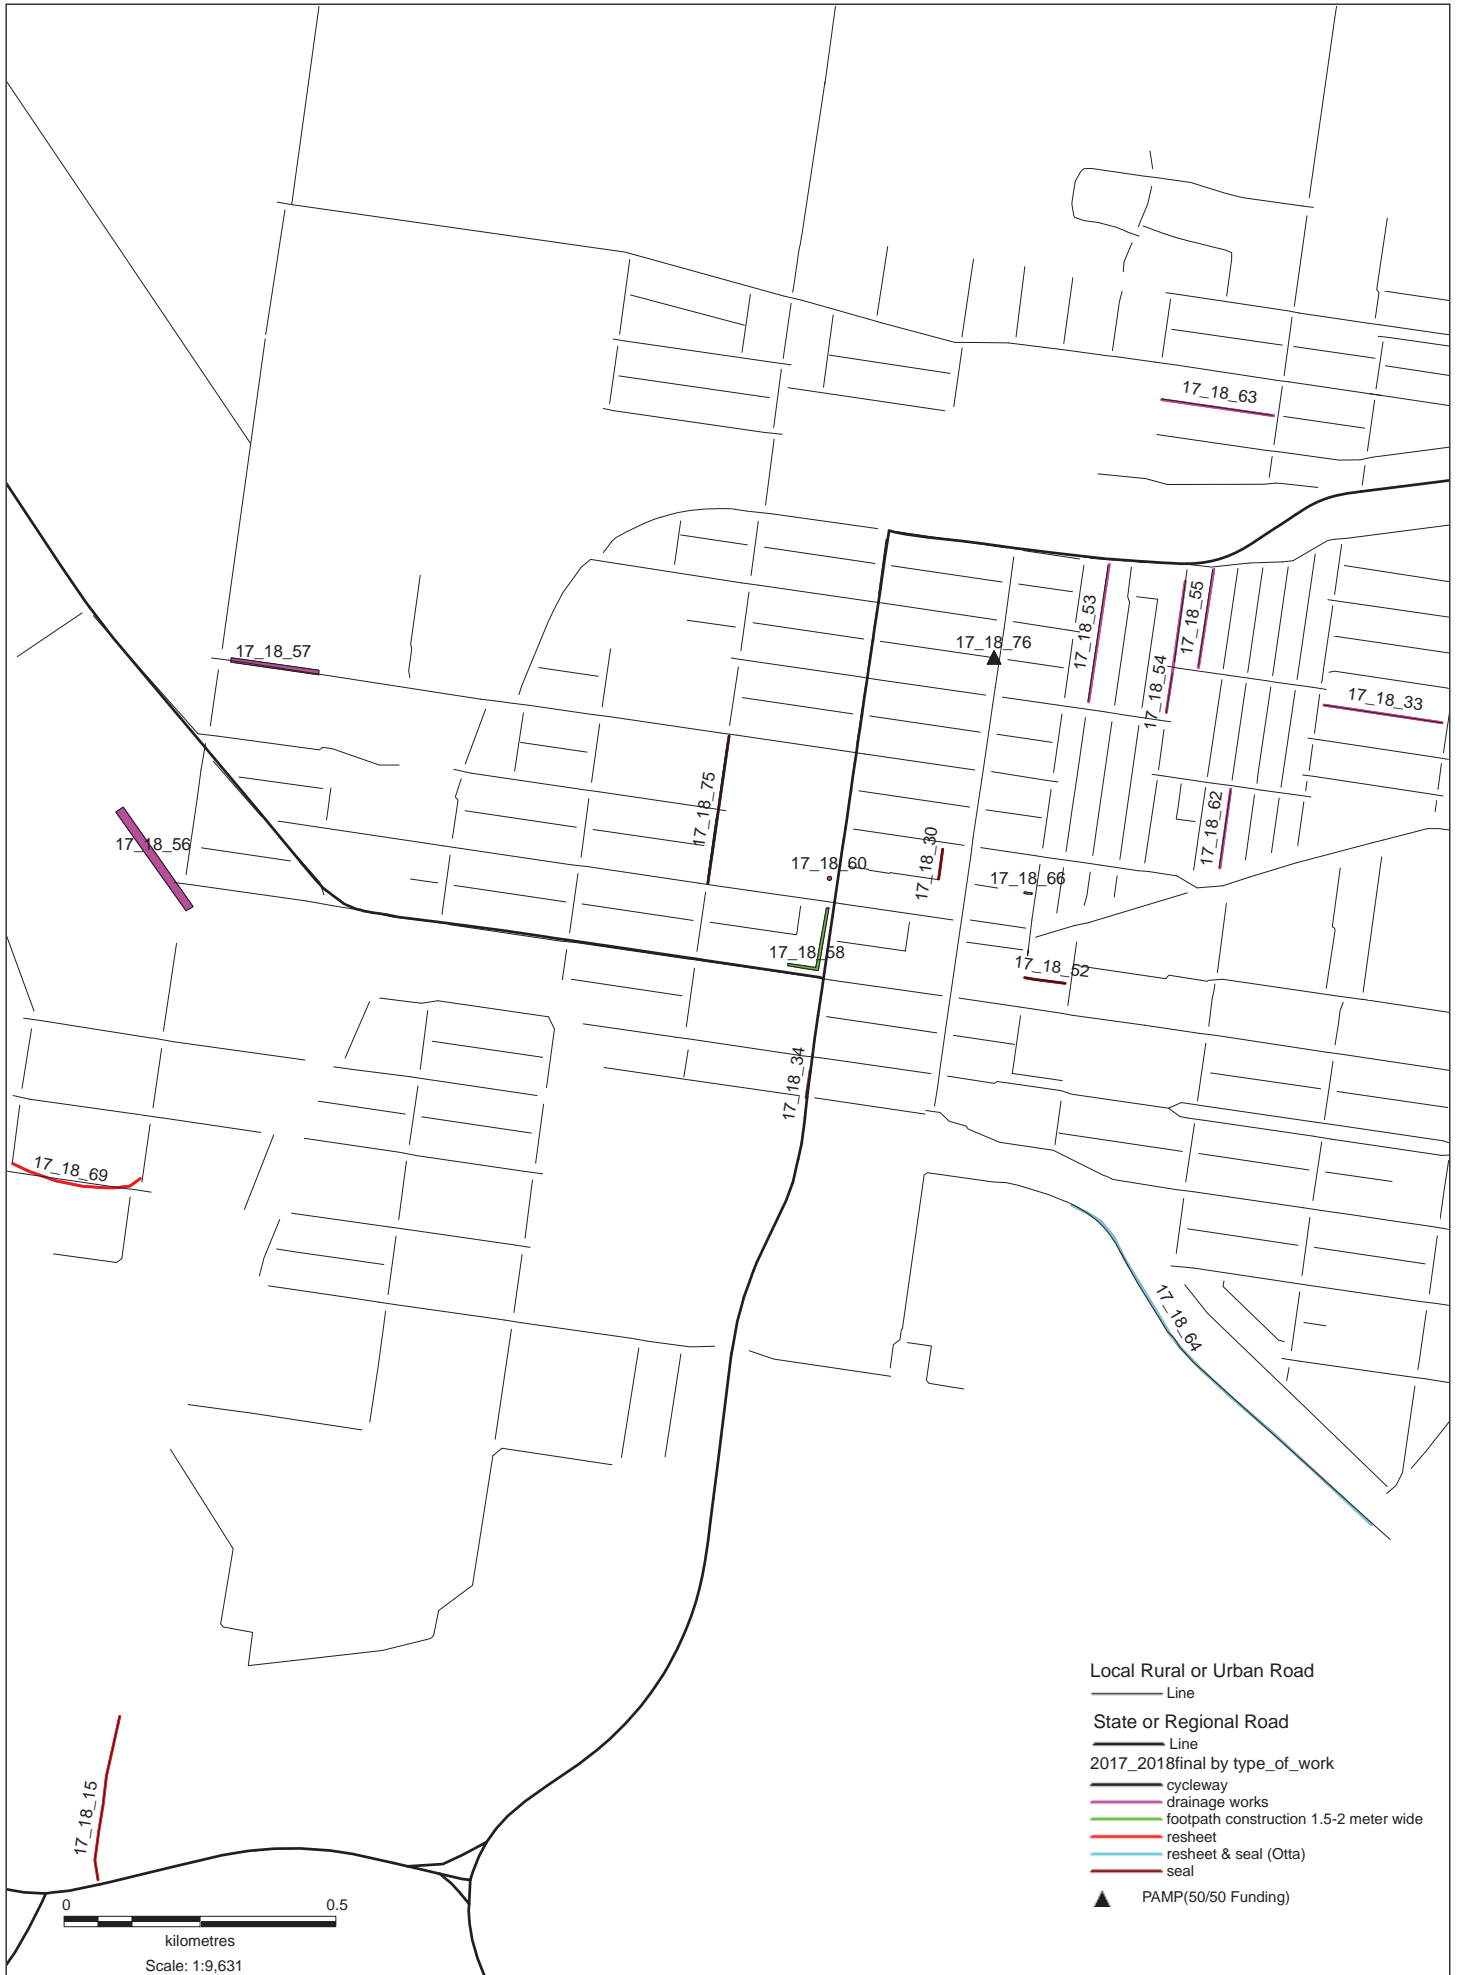 17_18_63
17_18_53
17_18_55
17_18_76
17_18_57
17_18_54
17_18_33
17_18_75
17_18_62
17_18_56
17_18_30
17_18_60
17_18_66
17_18_58
17_18_52
17_18_34
17_18_69
17_18_64
Local Rural or Urban Road
Line
State or Regional Road
Line
2017_2018final by type_of_work
cycleway
drainage works
footpath construction 1.5-2 meter wide
resheet
resheet & seal (Otta)
seal
PAMP(50/50 Funding)
17_18_15
0 0.5
kilometres
Scale: 1:9,631